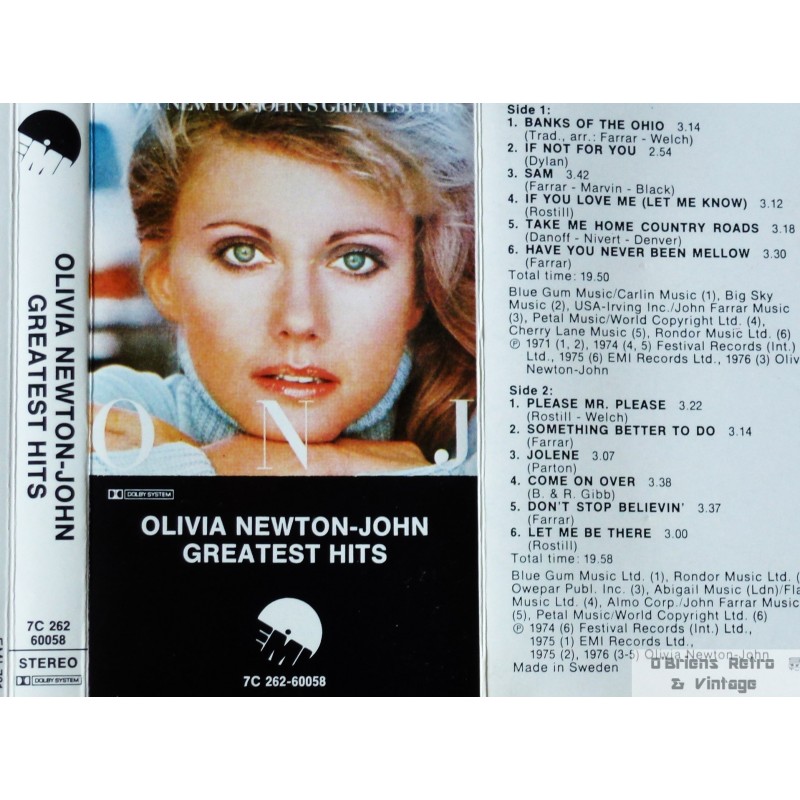 OLIVIA NEWTON-JOHN
GREATEST HITS
7C 262
60058
STEREO
DOLBY SYSTEM
NEWTON-JOHN'S GREATEST HITS
O N J
DOLBY SYSTEM
OLIVIA NEWTON-JOHN
GREATEST HITS
EMI
7C 262-60058
Side 1:
1. BANKS OF THE OHIO 3.14
(Trad., arr.: Farrar - Welch)
2. IF NOT FOR YOU 2.54
(Dylan)
3. SAM 3.42
(Farrar - Marvin - Black)
4. IF YOU LOVE ME (LET ME KNOW) 3.12
(Rostill)
5. TAKE ME HOME COUNTRY ROADS 3.18
(Danoff - Nivert - Denver)
6. HAVE YOU NEVER BEEN MELLOW 3.30
(Farrar)
Total time: 19.50
Blue Gum Music/Carlin Music (1), Big Sky
Music (2), USA-Irving Inc./John Farrar Music
(3), Petal Music/World Copyright Ltd. (4),
Cherry Lane Music (5), Rondor Music Ltd. (6)
℗ 1971 (1, 2), 1974 (4, 5) Festival Records (Int.)
Ltd., 1975 (6) EMI Records Ltd., 1976 (3) Oliv
Newton-John
Side 2:
1. PLEASE MR. PLEASE 3.22
(Rostill - Welch)
2. SOMETHING BETTER TO DO 3.14
(Farrar)
3. JOLENE 3.07
(Parton)
4. COME ON OVER 3.38
(B. & R. Gibb)
5. DON'T STOP BELIEVIN' 3.37
(Farrar)
6. LET ME BE THERE 3.00
(Rostill)
Total time: 19.58
Blue Gum Music Ltd. (1), Rondor Music Ltd. (
Owepar Publ. Inc. (3), Abigail Music (Ldn)/Fla
Music Ltd. (4), Almo Corp./John Farrar Music
(5), Petal Music/World Copyright Ltd. (6)
℗ 1974 (6) Festival Records (Int.) Ltd.,
1975 (1) EMI Records Ltd.,
1975 (2), 1976 (3-5) Olivia Newton-John
Made in Sweden
O'Briens Retro
& Vintage